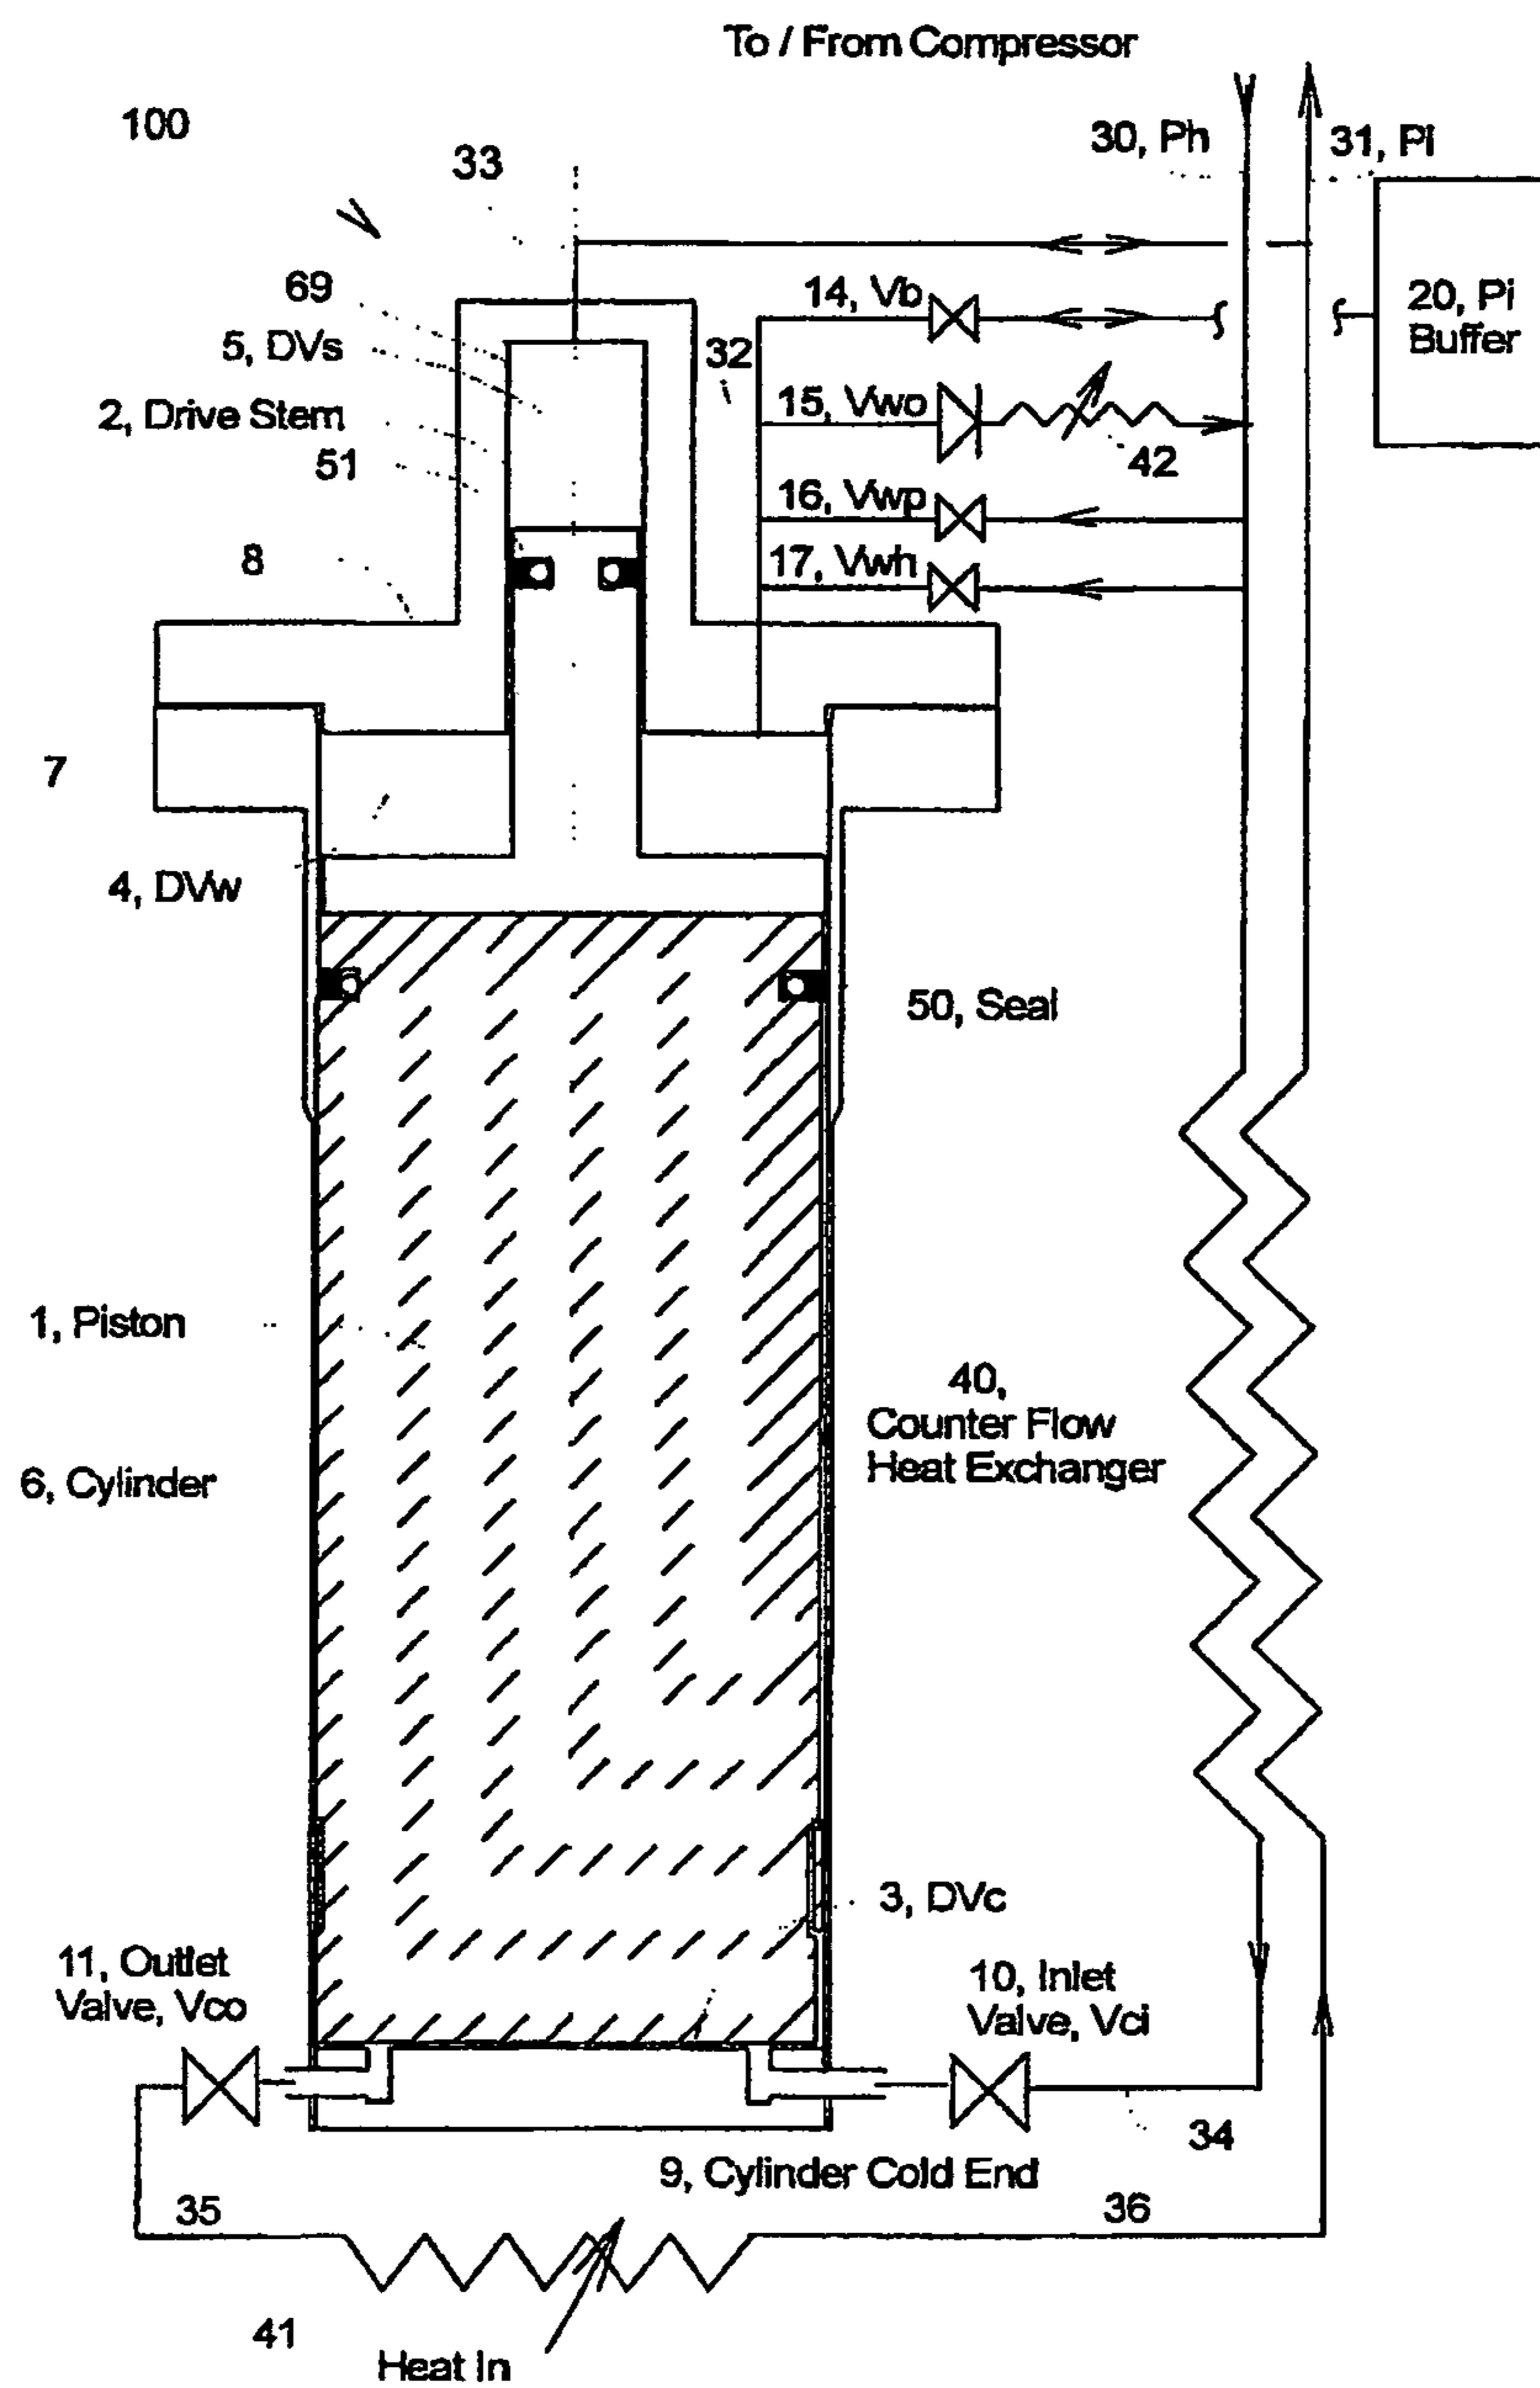 To / From Compressor
100
30, Ph
31, Pl
33
69
14, Vb
20, Pi
Buffer
5, DVs
32
2, Drive Stem
15, Vwo
51
42
16, Vwp
8
17, Vwh
7
4, DVw
50, Seal
1, Piston
40,
Counter Flow
Heat Exchanger
6, Cylinder
3, DVc
11, Outlet
Valve, Vco
10, Inlet
Valve, Vci
34
9, Cylinder Cold End
35
36
41
Heat In